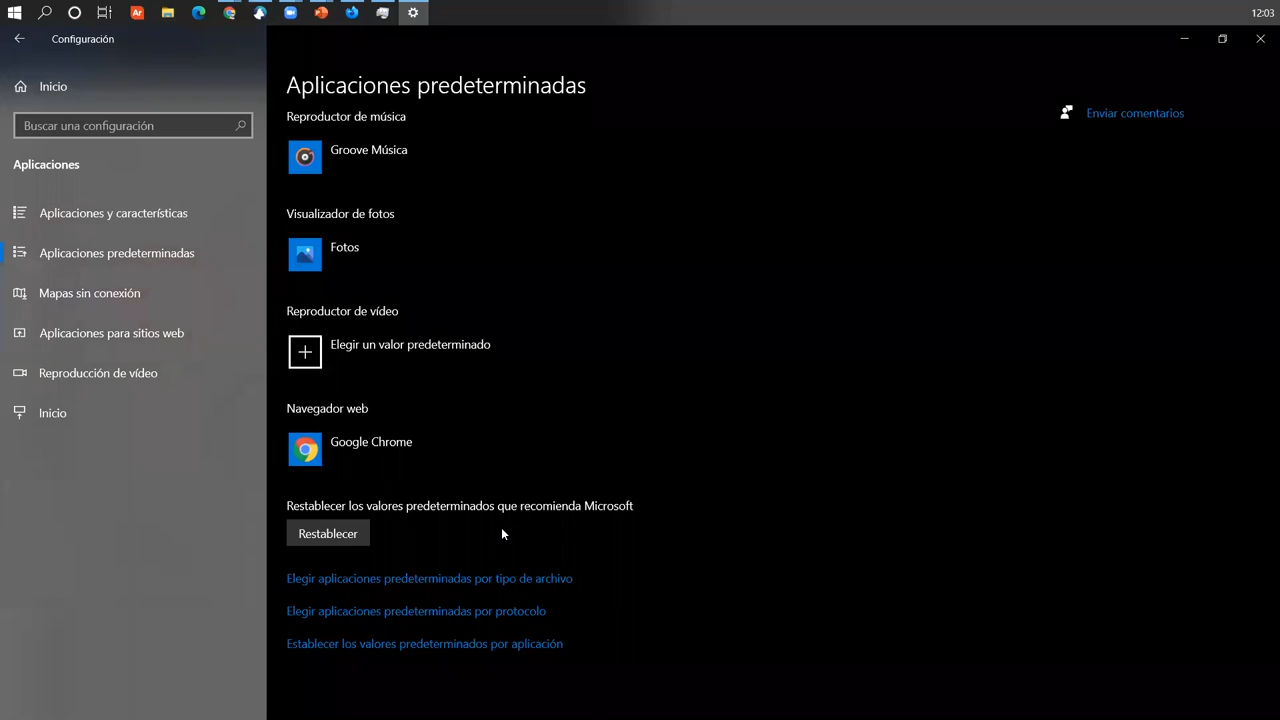 12:03
Configuración
Inicio
Buscar una configuración
Aplicaciones
Aplicaciones y características
Aplicaciones predeterminadas
Mapas sin conexión
Aplicaciones para sitios web
Reproducción de vídeo
Inicio
Aplicaciones predeterminadas
Enviar comentarios
Reproductor de música
Groove Música
Visualizador de fotos
Fotos
Reproductor de vídeo
Elegir un valor predeterminado
Navegador web
Google Chrome
Restablecer los valores predeterminados que recomienda Microsoft
Restablecer
Elegir aplicaciones predeterminadas por tipo de archivo
Elegir aplicaciones predeterminadas por protocolo
Establecer los valores predeterminados por aplicación